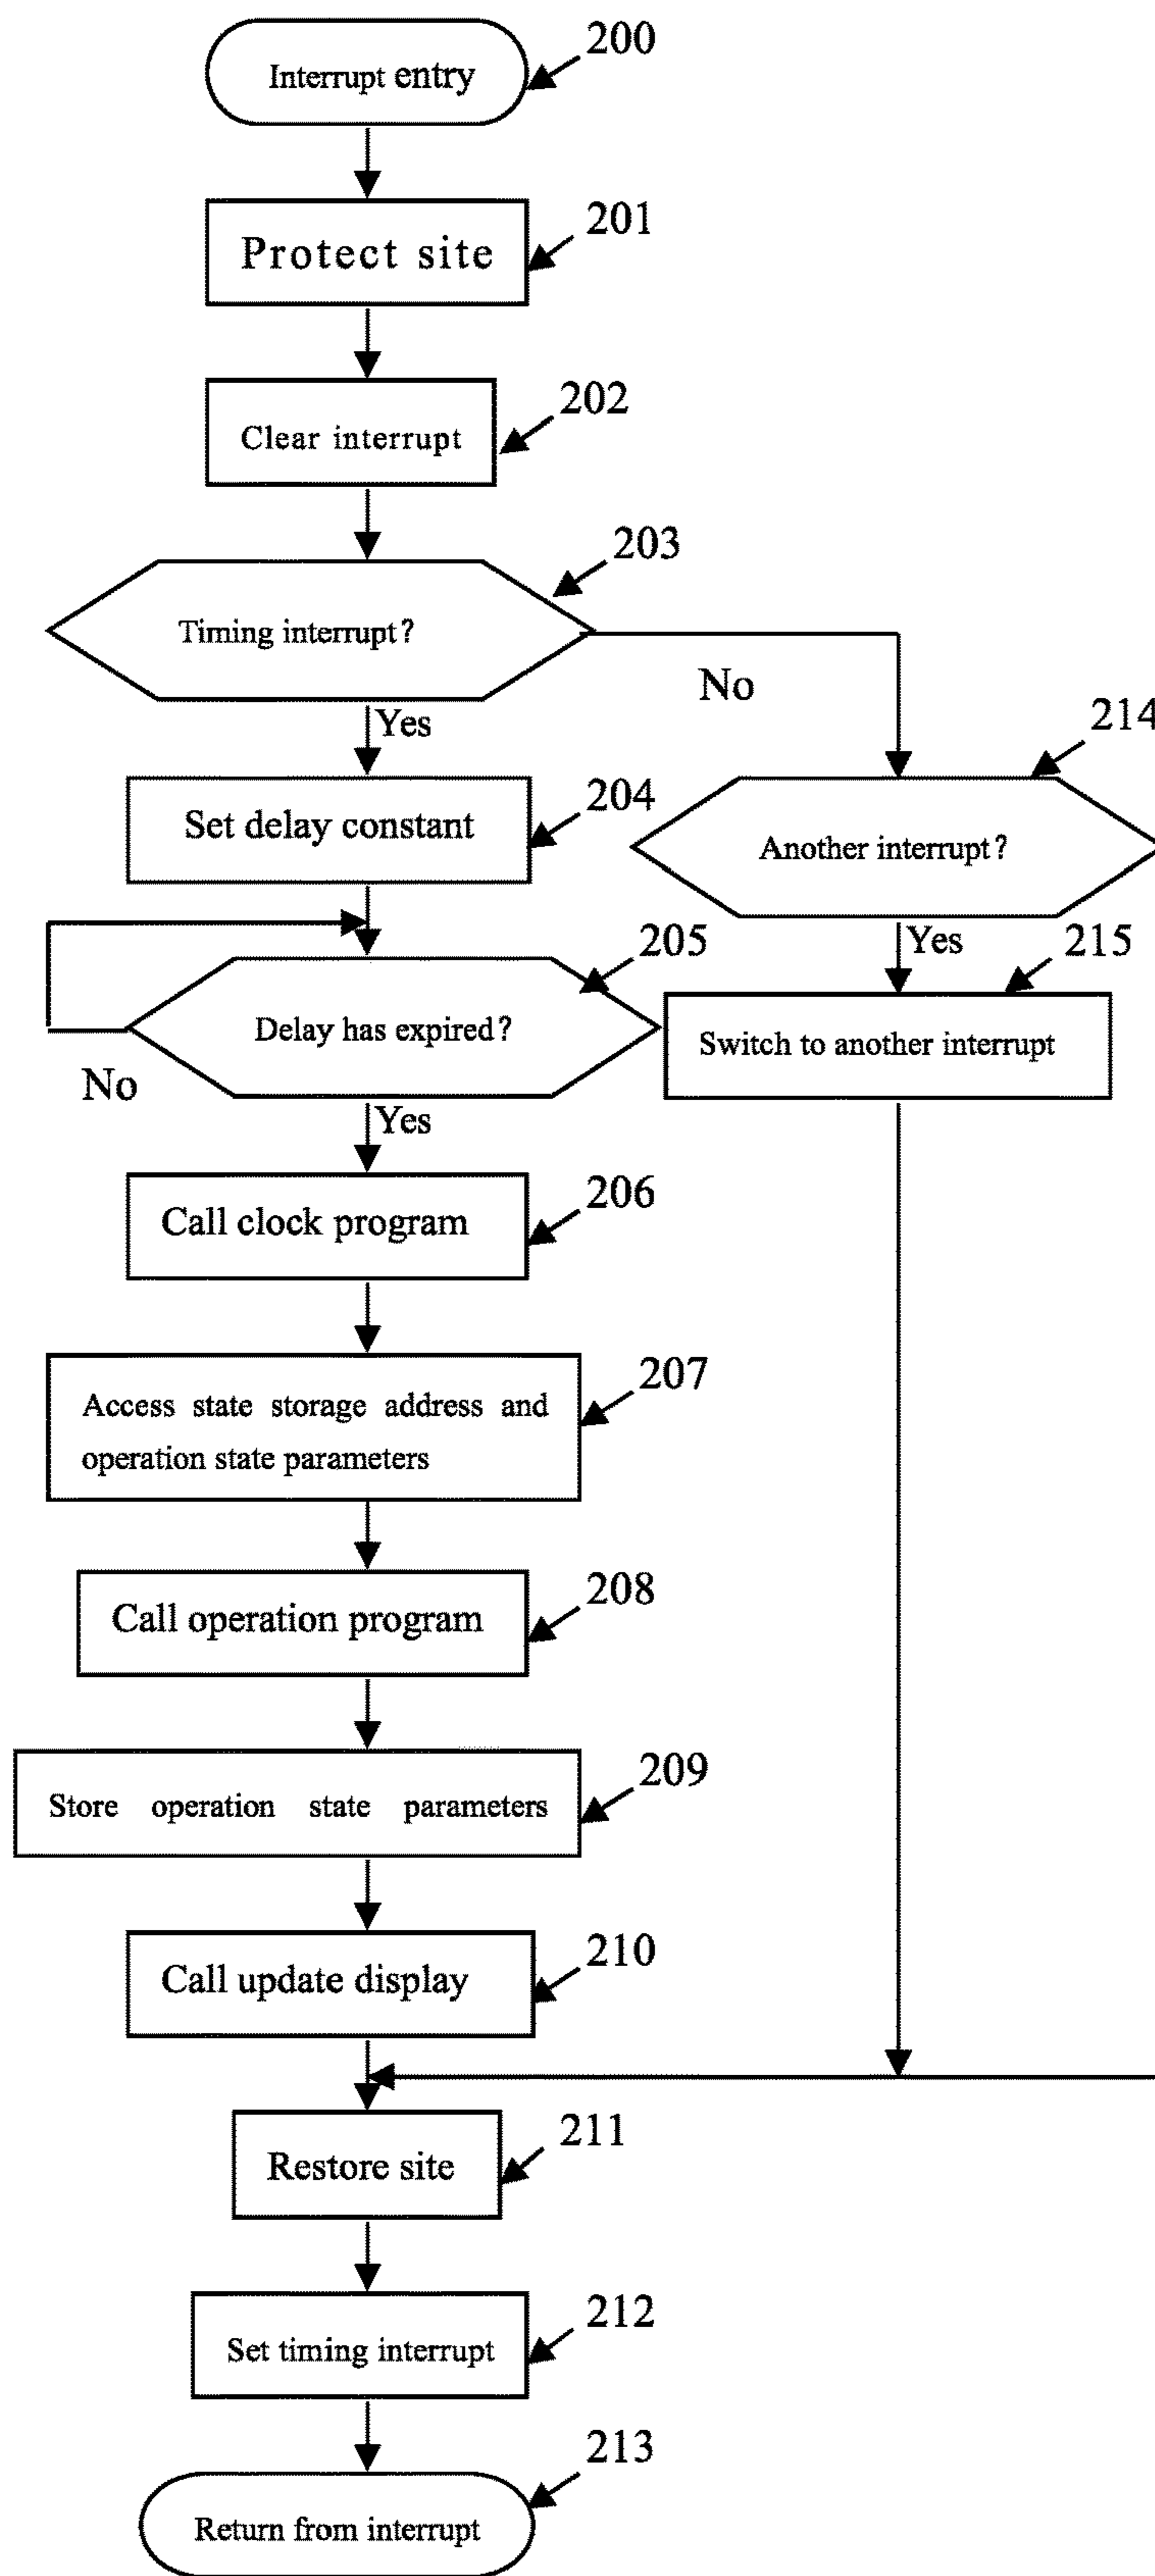 200
Interrupt entry
201
Protect site
202
Clear interrupt
203
Timing interrupt?
No
Yes
214
204
Set delay constant
Another interrupt?
205
Yes
215
Delay has expired?
Switch to another interrupt
No
Yes
206
Call clock program
207
Access state storage address and
operation state parameters
208
Call operation program
209
Store operation state parameters
210
Call update display
211
Restore site
212
Set timing interrupt
213
Return from interrupt